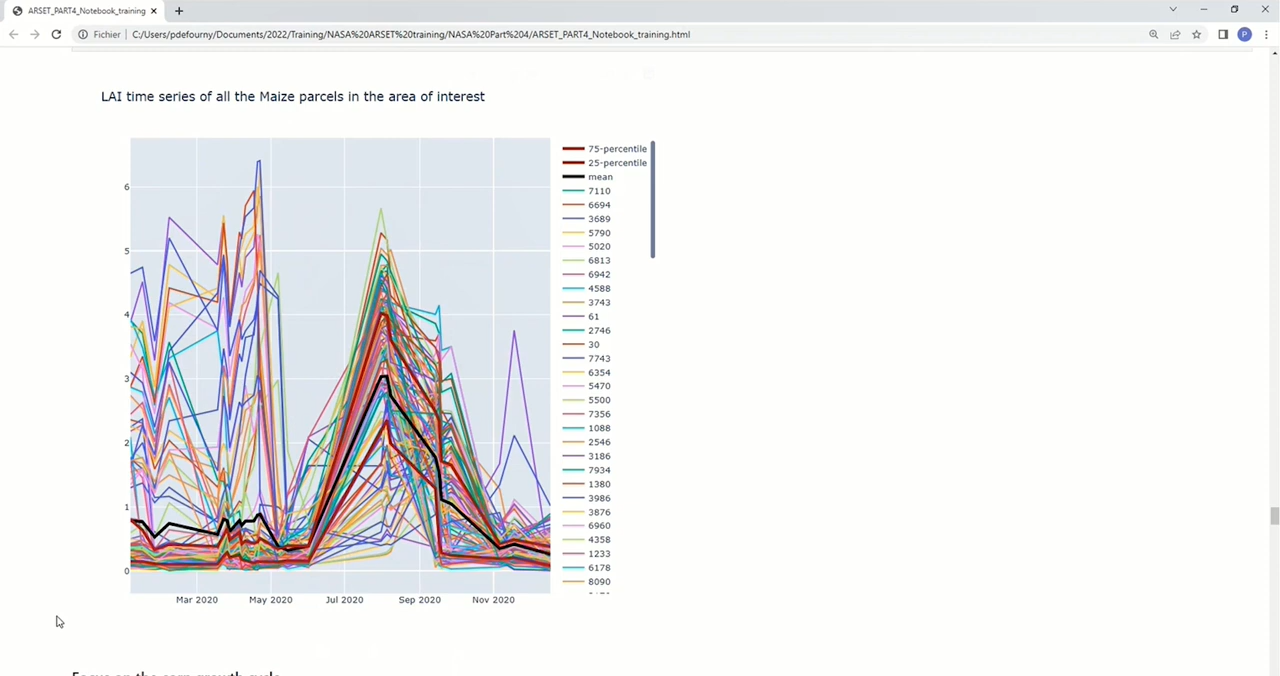 ARSET_PART4_Notebook_training
Fichier
C:/Users/pdefourny/Documents/2022/Training/NASA%20ARSET%20training/NASA%20Part%204/ARSET_PART4_Notebook_training.html
P
LAI time series of all the Maize parcels in the area of interest
6
5
4
3
2
1
0
Mar 2020
May 2020
Jul 2020
Sep 2020
Nov 2020
75-percentile
25-percentile
mean
7110
6694
3689
5790
5020
6813
6942
4588
3743
61
2746
30
7743
6354
5470
5500
7356
1088
2546
3186
7934
1380
3986
3876
6960
4358
1233
6178
8090